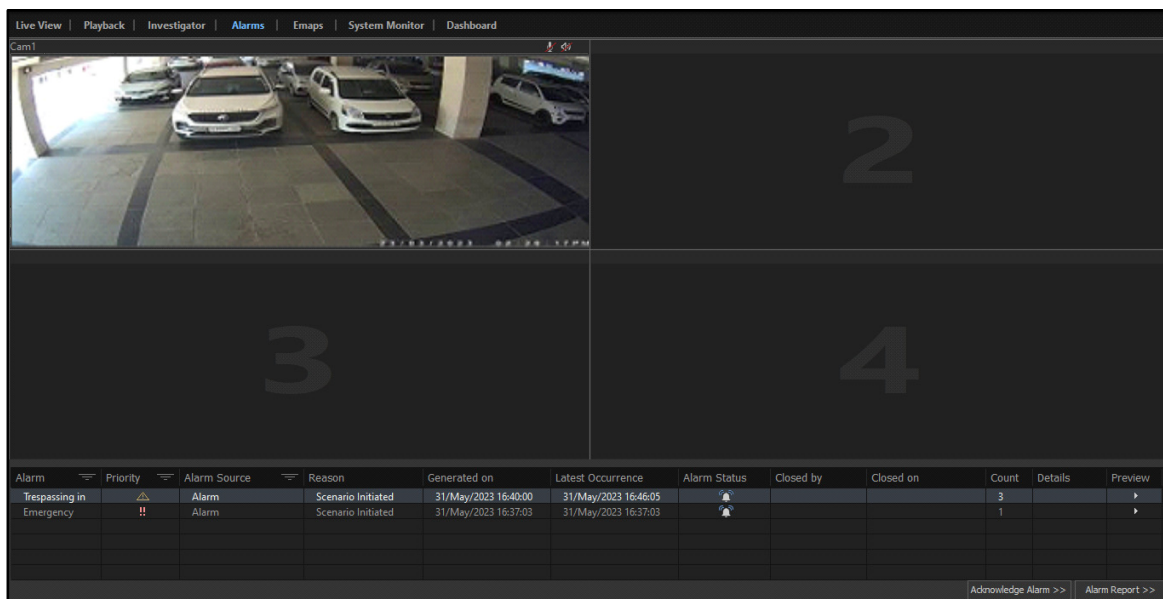 Live View | Playback | Investigator | Alarms | Emaps | System Monitor | Dashboard
Cam1
2
3
4
Alarm Priority Alarm Source Reason Generated on Latest Occurrence Alarm Status Closed by Closed on Count Details Preview
Trespassing in Alarm Scenario Initiated 31/May/2023 16:40:00 31/May/2023 16:46:05 3
Emergency !! Alarm Scenario Initiated 31/May/2023 16:37:03 31/May/2023 16:37:03 1
Acknowledge Alarm >> Alarm Report >>